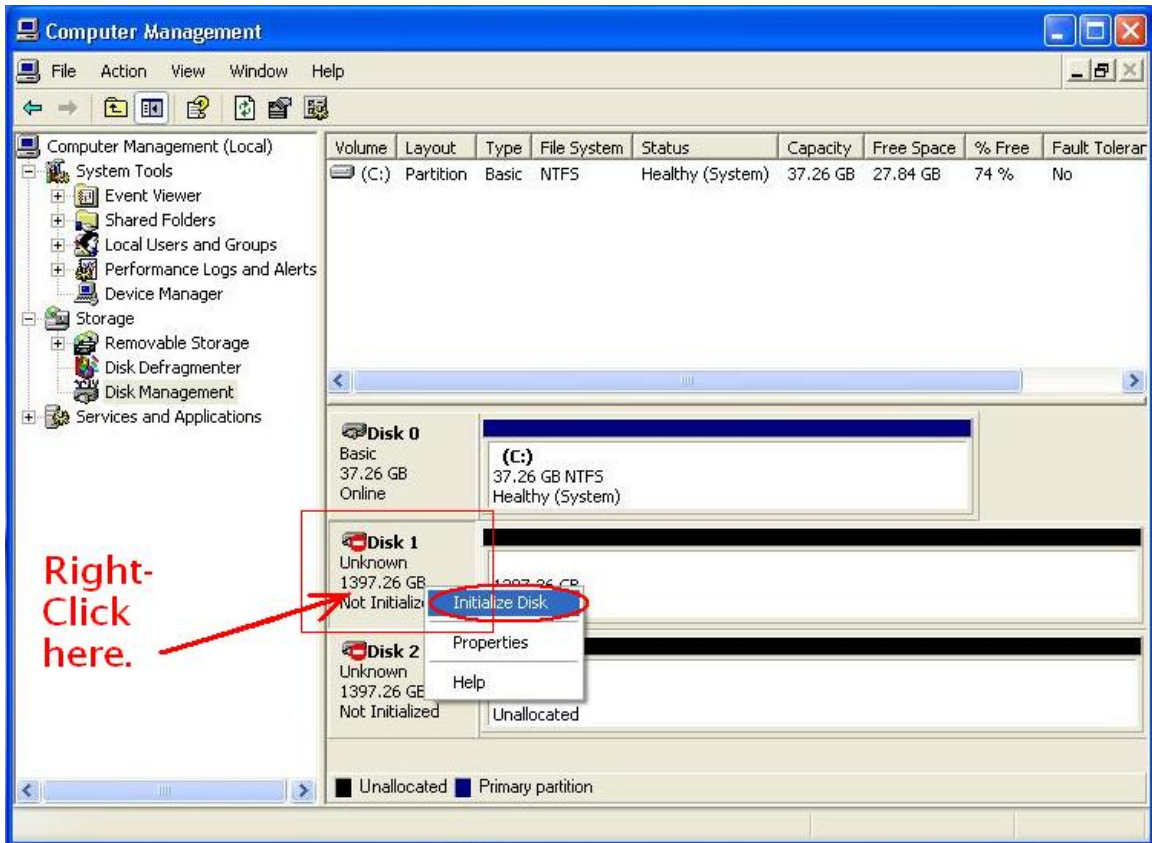 Computer Management
File Action View Window Help
Computer Management (Local)
System Tools
Event Viewer
Shared Folders
Local Users and Groups
Performance Logs and Alerts
Device Manager
Storage
Removable Storage
Disk Defragmenter
Disk Management
Services and Applications
Volume Layout Type File System Status Capacity Free Space % Free Fault Toleran
(C:) Partition Basic NTFS Healthy (System) 37.26 GB 27.84 GB 74 % No
Disk 0
Basic
37.26 GB
Online
(C:)
37.26 GB NTFS
Healthy (System)
Right-
Click
here.
Disk 1
Unknown
1397.26 GB
Not Initializ
1397.26 GB
Initialize Disk
Properties
Help
Disk 2
Unknown
1397.26 GB
Not Initialized
Unallocated
Unallocated Primary partition